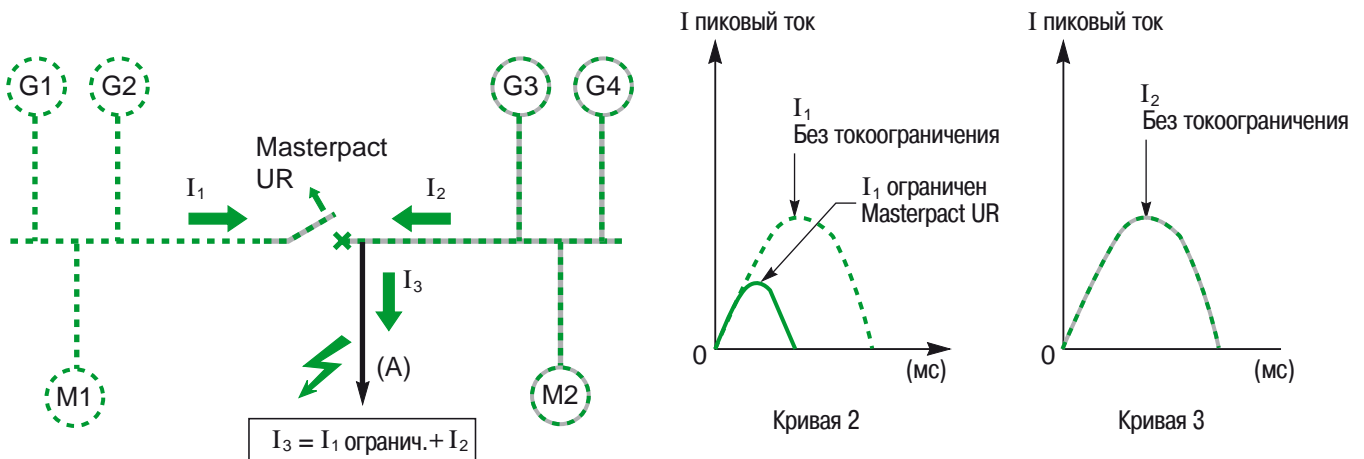 G1
G2
G3
G4
Masterpact
UR
I₁
I₂
I₃
(A)
M1
M2
I₃ = I₁ огранич.+ I₂
I пиковый ток
I₁
Без токоограничения
I₁ ограничен
Masterpact UR
0
(мс)
Кривая 2
I пиковый ток
I₂
Без токоограничения
0
(мс)
Кривая 3